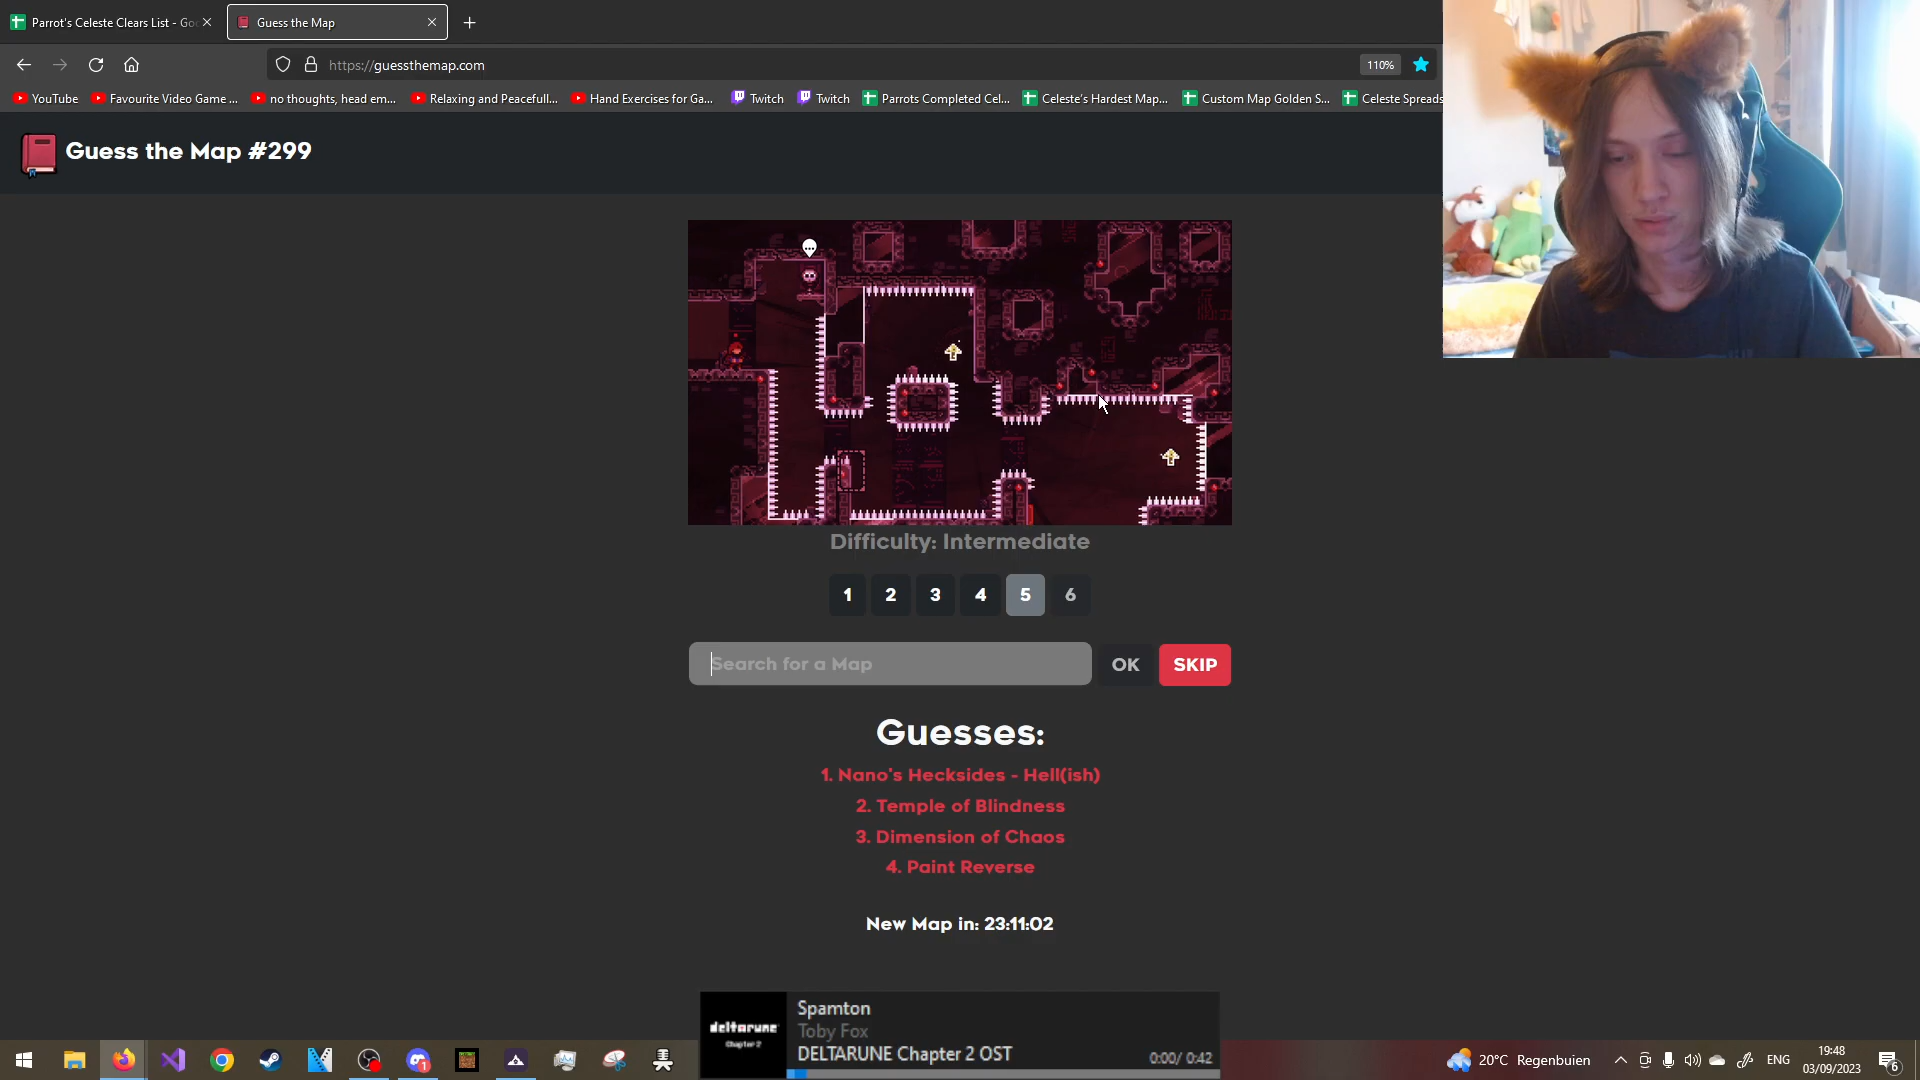 Parrot's Celeste Clears List - Goo
Guess the Map
https://guessthemap.com
110%
YouTube
Favourite Video Game ...
no thoughts, head em...
Relaxing and Peacefull...
Hand Exercises for Ga...
Twitch
Twitch
Parrots Completed Cel...
Celeste's Hardest Map...
Custom Map Golden S...
Celeste Spreads
Guess the Map #299
Difficulty: Intermediate
1 2 3 4 5 6
Search for a Map
OK
SKIP
Guesses:
1. Nano's Hecksides - Hell(ish)
2. Temple of Blindness
3. Dimension of Chaos
4. Paint Reverse
New Map in: 23:11:02
deltarune
Chapter 2
Spamton
Toby Fox
DELTARUNE Chapter 2 OST
0:00/ 0:42
1
20°C Regenbuien
ENG
19:48
03/09/2023
6